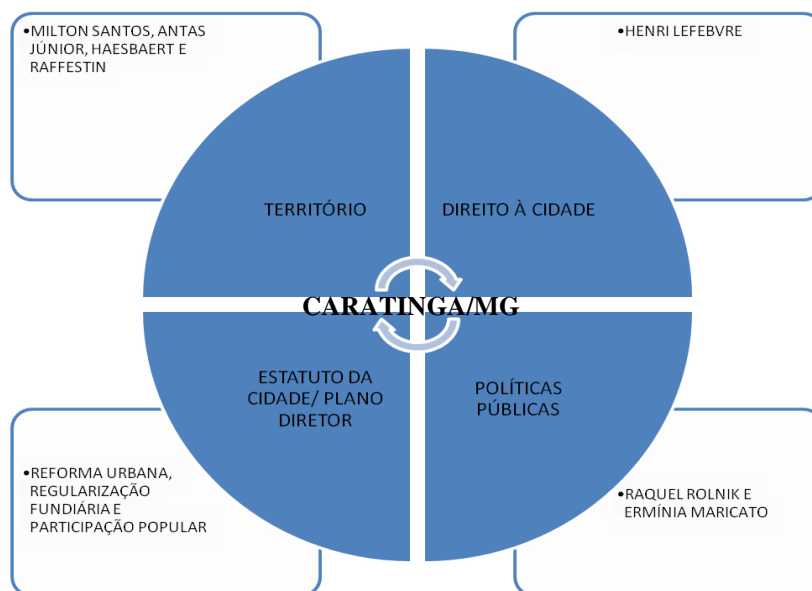 •MILTON SANTOS, ANTAS
JÚNIOR, HAESBAERT E
RAFFESTIN
•HENRI LEFEBVRE
TERRITÓRIO
DIREITO À CIDADE
CARATINGA/MG
ESTATUTO DA
CIDADE/ PLANO
DIRETOR
POLÍTICAS
PÚBLICAS
•REFORMA URBANA,
REGULARIZAÇÃO
FUNDIÁRIA E
PARTICIPAÇÃO POPULAR
•RAQUEL ROLNIK E
ERMÍNIA MARICATO